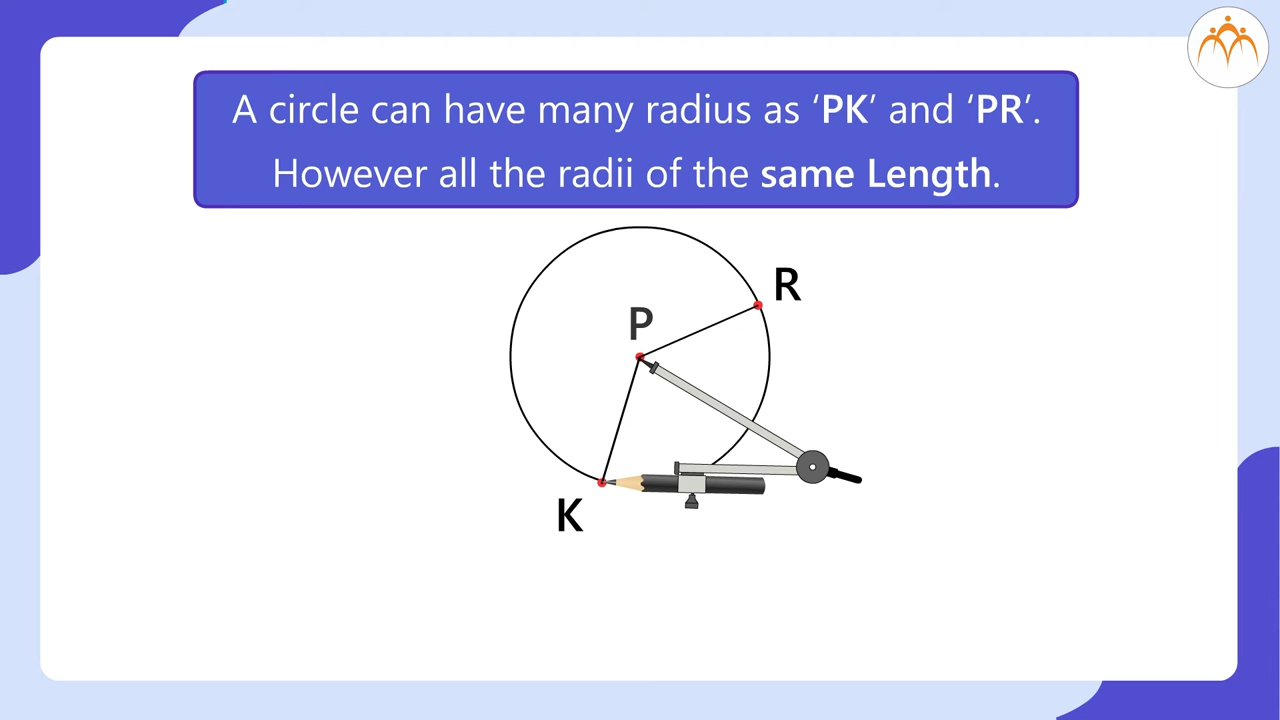 A circle can have many radius as ‘PK’ and ‘PR’.
However all the radii of the same Length.
R
P
K